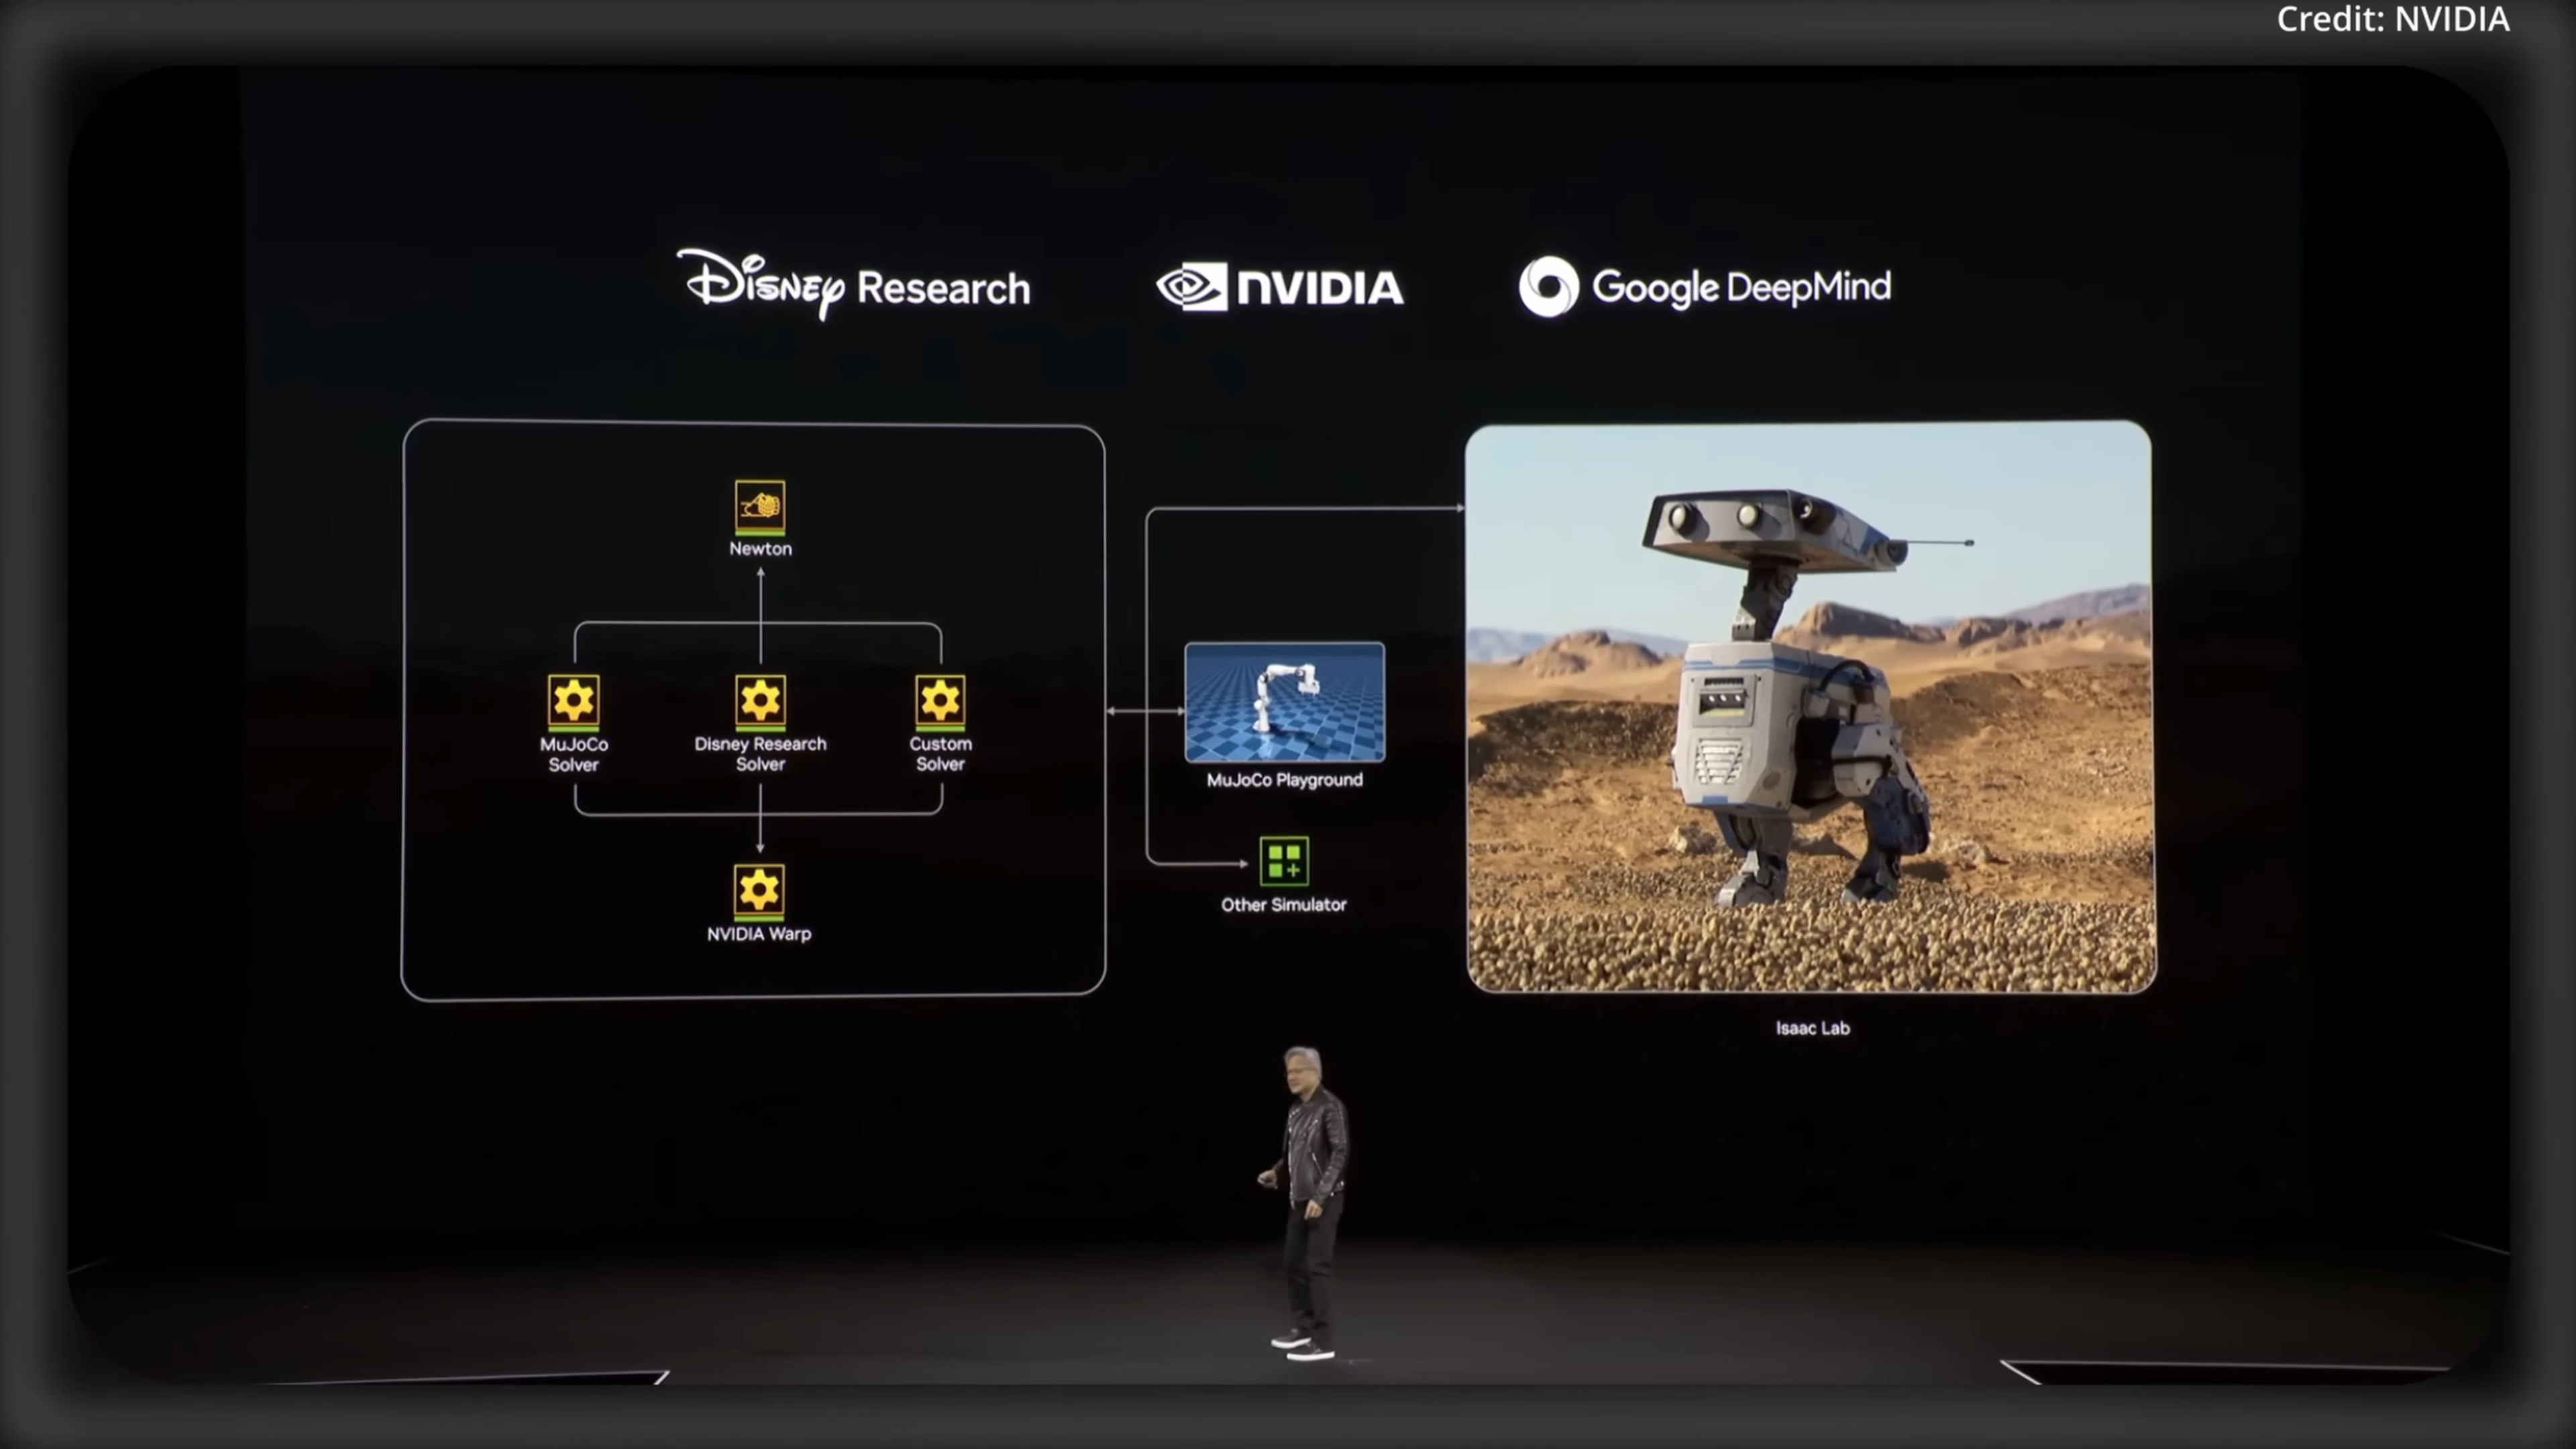 Credit: NVIDIA
Disney Research
NVIDIA
Google DeepMind
Newton
MuJoCo
Solver
Disney Research
Solver
Custom
Solver
NVIDIA Warp
MuJoCo Playground
Other Simulator
Isaac Lab